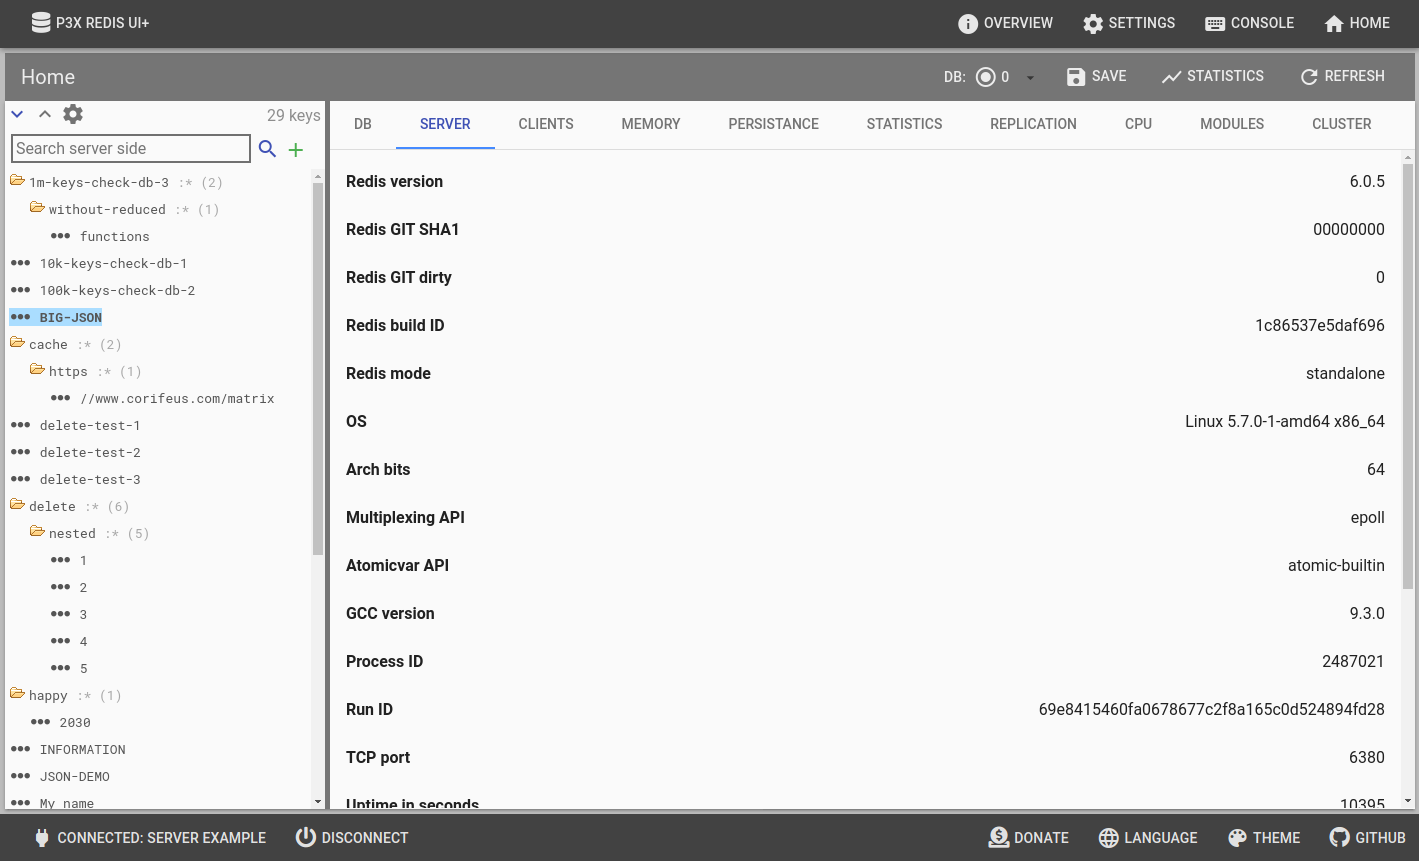 P3X REDIS UI+
OVERVIEW SETTINGS CONSOLE HOME
Home
DB: 0 SAVE STATISTICS REFRESH
29 keys
Search server side
1m-keys-check-db-3 :* (2)
without-reduced :* (1)
functions
10k-keys-check-db-1
100k-keys-check-db-2
BIG-JSON
cache :* (2)
https :* (1)
//www.corifeus.com/matrix
delete-test-1
delete-test-2
delete-test-3
delete :* (6)
nested :* (5)
1
2
3
4
5
happy :* (1)
2030
INFORMATION
JSON-DEMO
My name
DB SERVER CLIENTS MEMORY PERSISTANCE STATISTICS REPLICATION CPU MODULES CLUSTER
Redis version 6.0.5
Redis GIT SHA1 00000000
Redis GIT dirty 0
Redis build ID 1c86537e5daf696
Redis mode standalone
OS Linux 5.7.0-1-amd64 x86_64
Arch bits 64
Multiplexing API epoll
Atomicvar API atomic-builtin
GCC version 9.3.0
Process ID 2487021
Run ID 69e8415460fa0678677c2f8a165c0d524894fd28
TCP port 6380
Uptime in seconds 10395
CONNECTED: SERVER EXAMPLE DISCONNECT
DONATE LANGUAGE THEME GITHUB